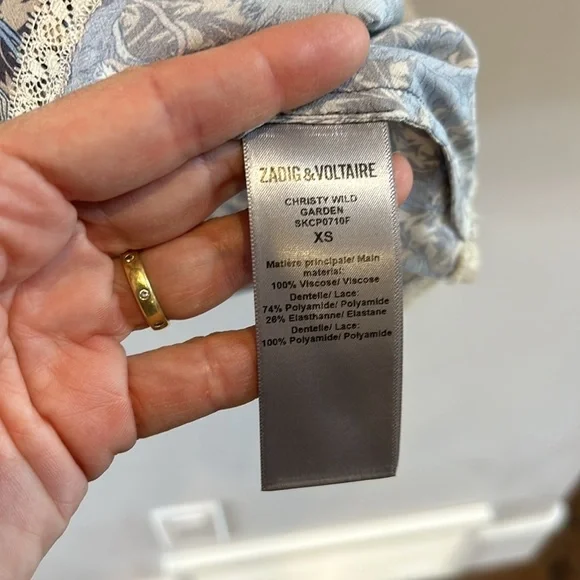 ZADIG & VOLTAIRE
CHRISTY WILD
GARDEN
SKCP0710F
XS
Matière principale/ Main
material:
100% Viscose/ Viscose
Dentelle/ Lace:
74% Polyamide/ Polyamide
26% Elasthanne/ Elastane
Dentelle/ Lace:
100% Polyamide/ Polyamide